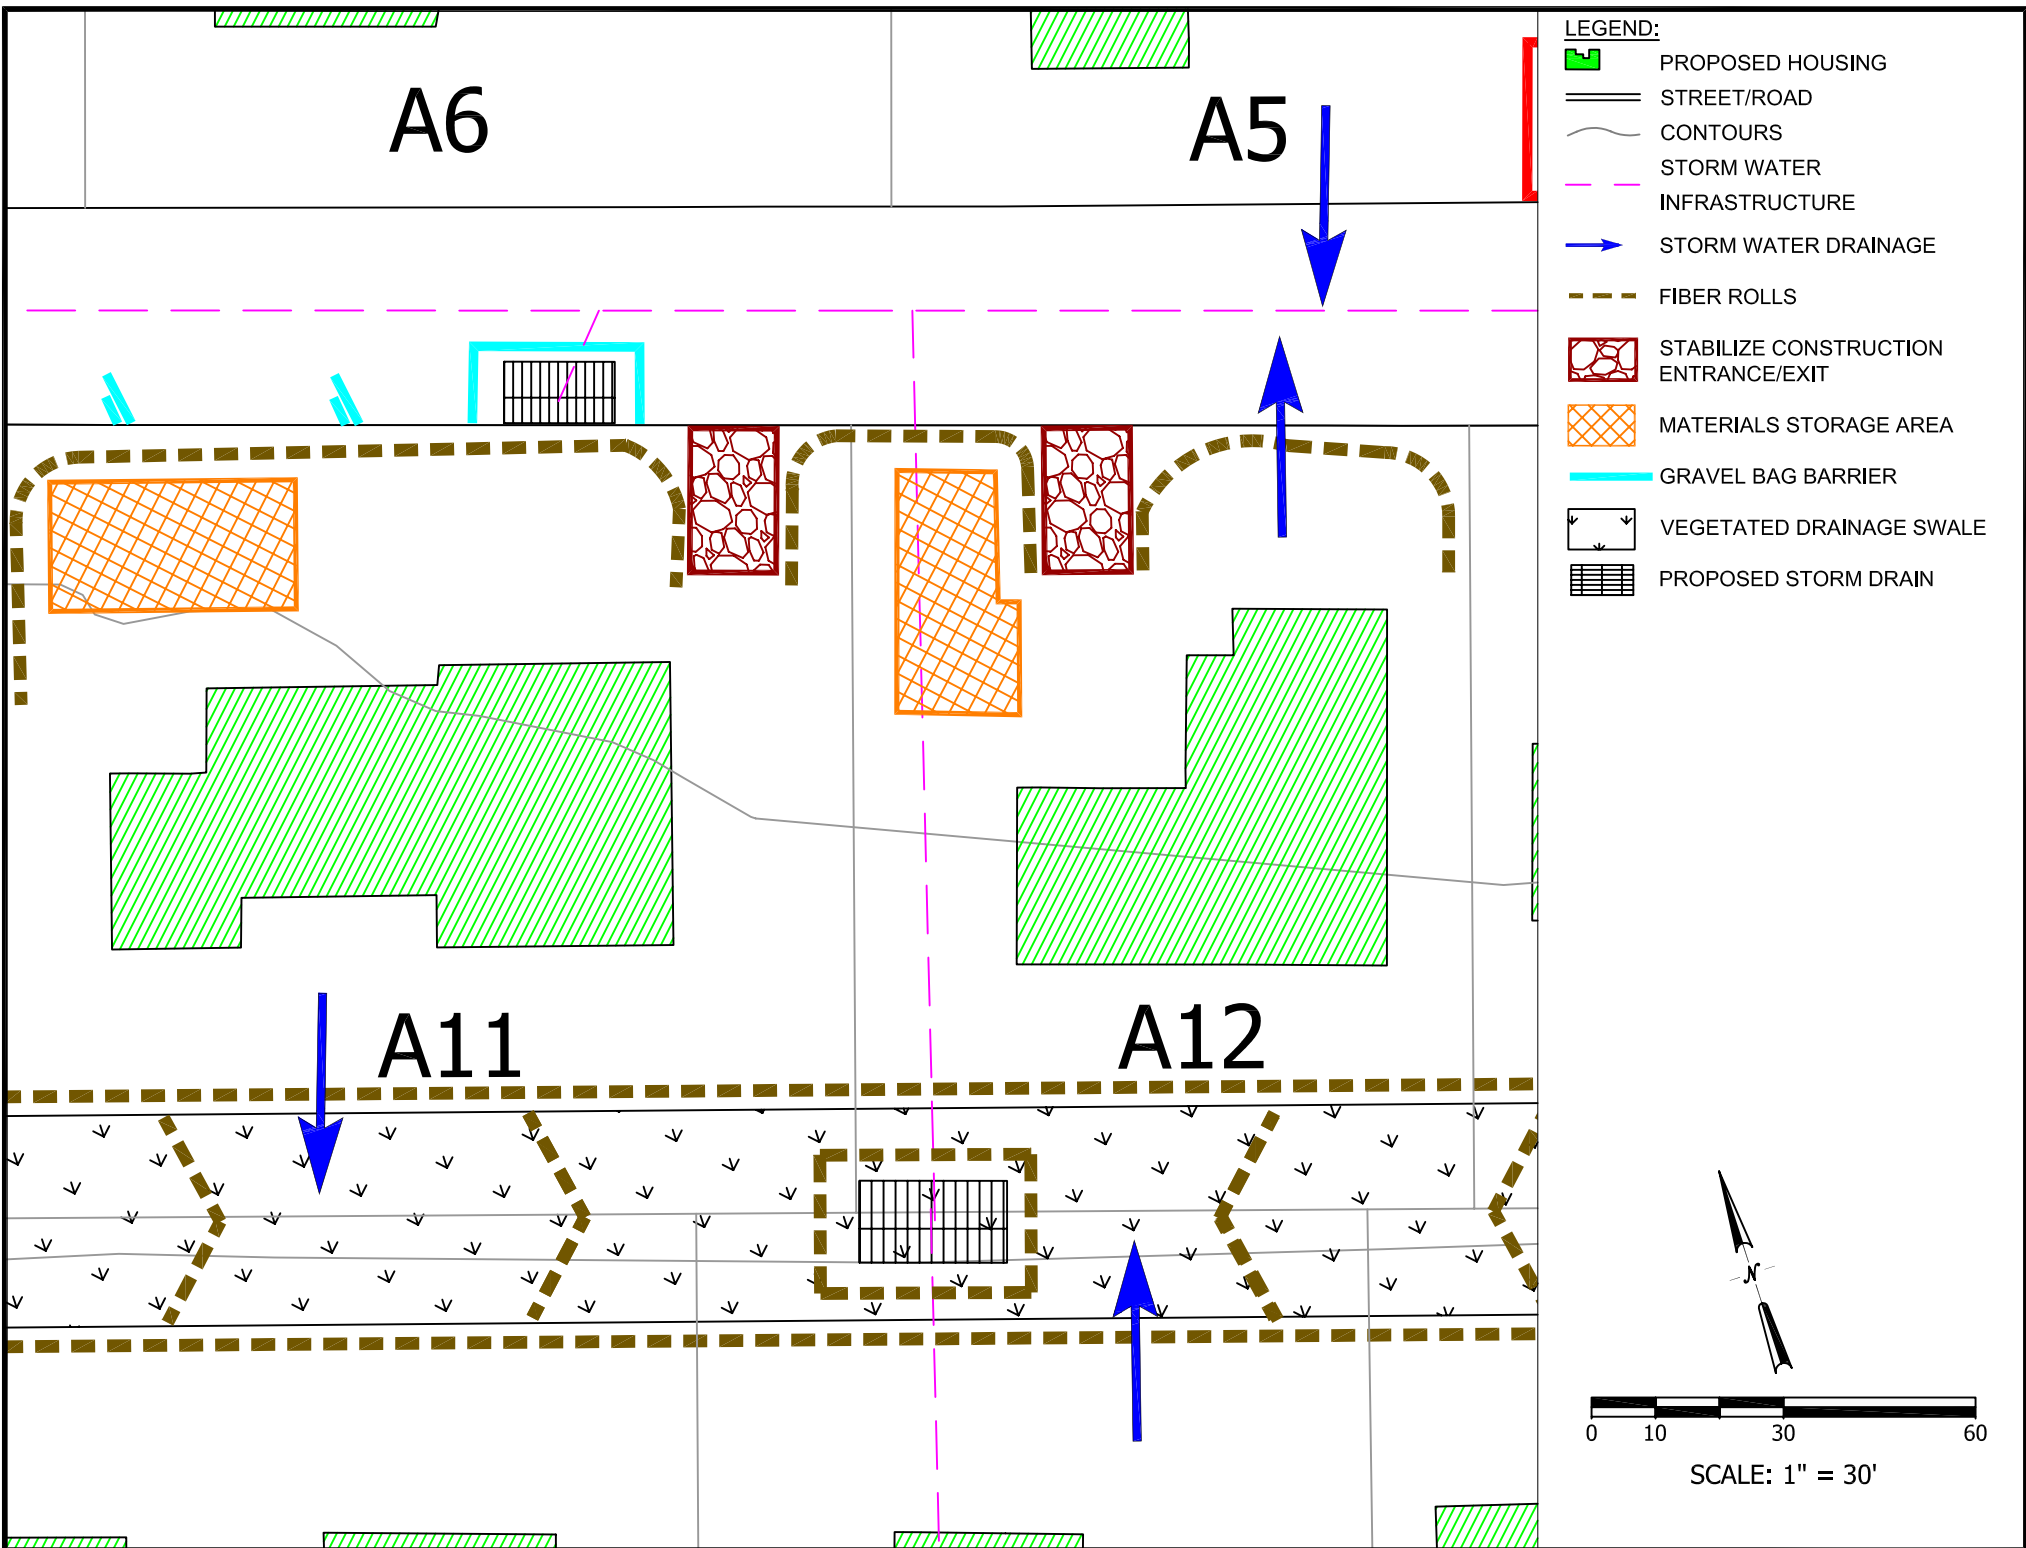 A6
A5
A11
A12
LEGEND:
PROPOSED HOUSING
STREET/ROAD
CONTOURS
STORM WATER
INFRASTRUCTURE
STORM WATER DRAINAGE
FIBER ROLLS
STABILIZE CONSTRUCTION
ENTRANCE/EXIT
MATERIALS STORAGE AREA
GRAVEL BAG BARRIER
VEGETATED DRAINAGE SWALE
PROPOSED STORM DRAIN
N
0 10 30 60
SCALE: 1" = 30'